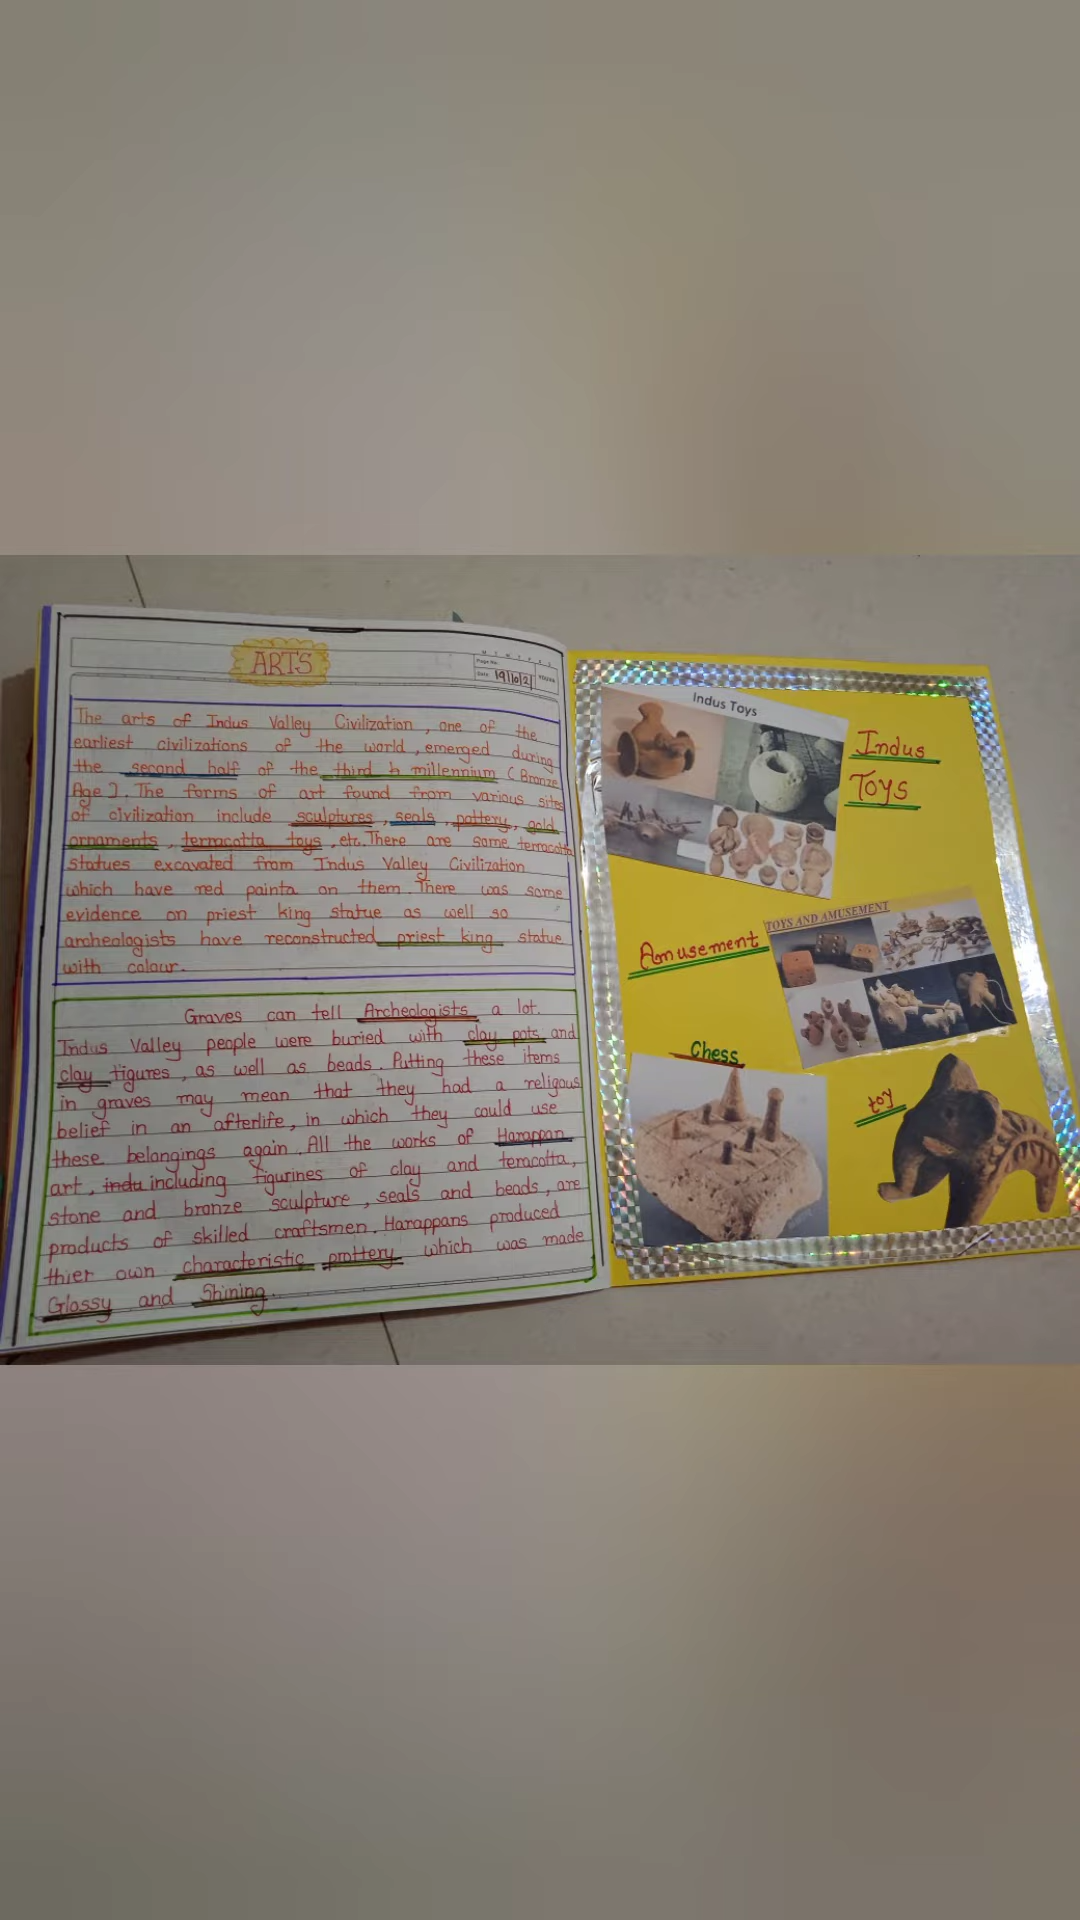 ARTS
M T W T F S S
Page No.:
Date: 19/10/21
YOUVA
The arts of Indus Valley Civilization, one of the
earliest civilizations of the world, emerged during
the second half of the third b millennium (Bronze
Age). The forms of art found from various sites
of civilization include sculptures, seals, pottery, gold
ornaments, terracotta toys, etc. There are some terracotta
statues excavated from Indus Valley Civilization
which have red painta on them. There was some
evidence on priest king statue as well so
archeologists have reconstructed priest king statue
with colour.
Graves can tell Archeologists a lot.
Indus Valley people were buried with clay pots and
clay figures, as well as beads. Putting these items
in graves may mean that they had a religous
belief in an afterlife, in which they could use
these belongings again. All the works of Harappan
art, indu including figurines of clay and teracotta,
stone and bronze sculpture, seals and beads, are
products of skilled craftsmen. Harappans produced
thier own characteristic prottery which was made
Glossy and Shining.
Indus Toys
Indus
Toys
Amusement
TOYS AND AMUSEMENT
Chess
toy